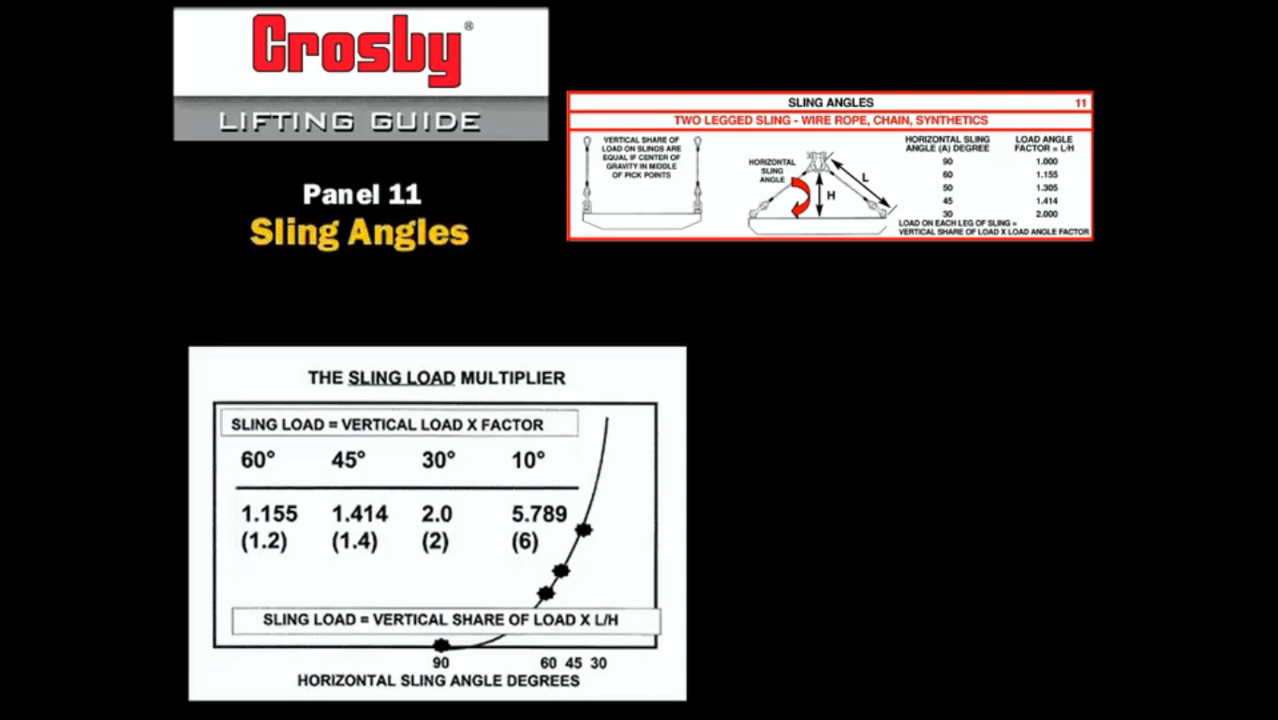 Crosby®
LIFTING GUIDE
Panel 11
Sling Angles
SLING ANGLES 11
TWO LEGGED SLING - WIRE ROPE, CHAIN, SYNTHETICS
VERTICAL SHARE OF
LOAD ON SLINGS ARE
EQUAL IF CENTER OF
GRAVITY IN MIDDLE
OF PICK POINTS
HORIZONTAL
SLING
ANGLE
L
H
HORIZONTAL SLING LOAD ANGLE
ANGLE (A) DEGREE FACTOR = L/H
90 1.000
60 1.155
50 1.305
45 1.414
30 2.000
LOAD ON EACH LEG OF SLING =
VERTICAL SHARE OF LOAD X LOAD ANGLE FACTOR
THE SLING LOAD MULTIPLIER
SLING LOAD = VERTICAL LOAD X FACTOR
60° 45° 30° 10°
1.155 1.414 2.0 5.789
(1.2) (1.4) (2) (6)
SLING LOAD = VERTICAL SHARE OF LOAD X L/H
90 60 45 30
HORIZONTAL SLING ANGLE DEGREES